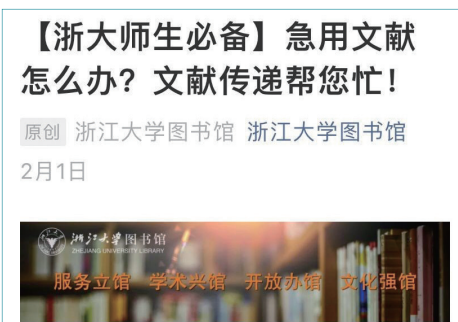 【浙大师生必备】急用文献
怎么办？文献传递帮您忙！
原创 浙江大学图书馆 浙江大学图书馆
2月1日
浙江大学图书馆
ZHEJIANG UNIVERSITY LIBRARY
服务立馆 学术兴馆 开放办馆 文化强馆